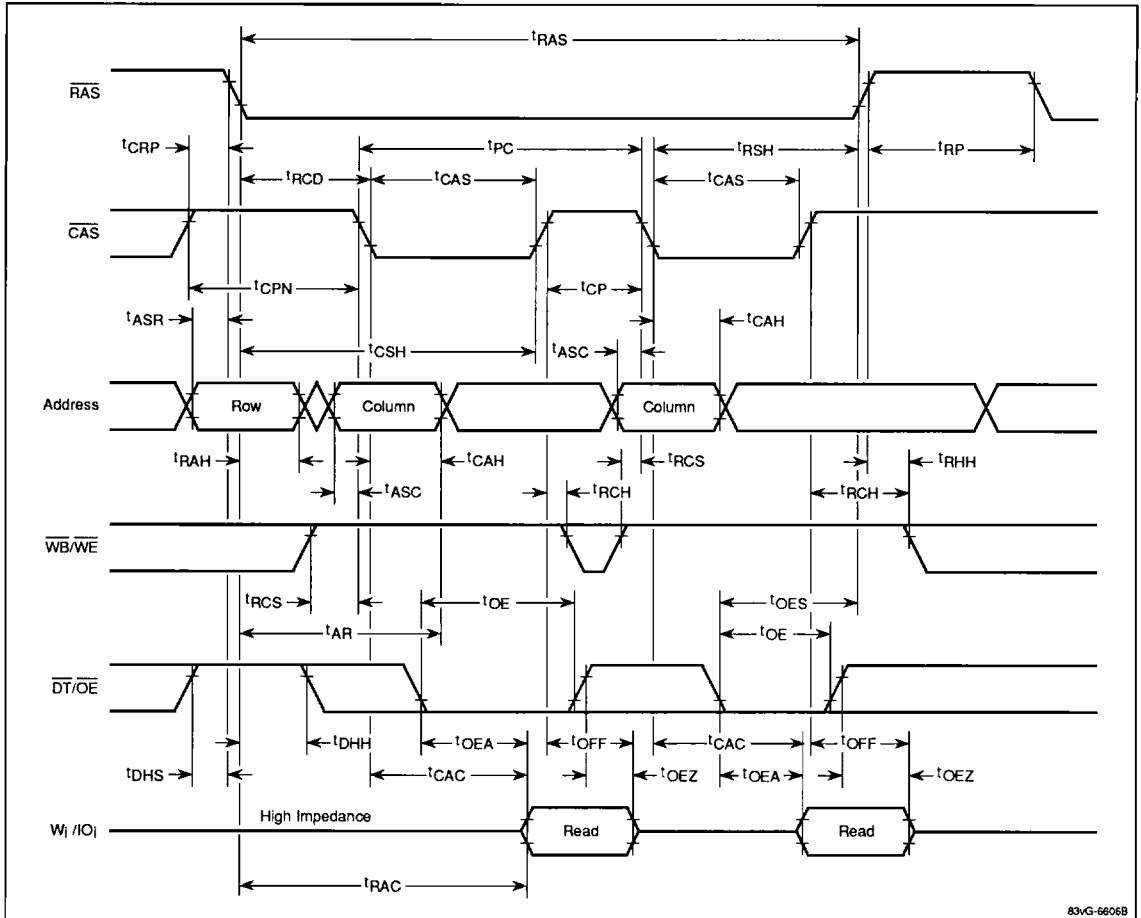 tRAS
RAS
tCRP
tPC
tRSH
tRP
tRCD
tCAS
tCAS
CAS
tCPN
tCP
tASR
tCAH
tCSH
tASC
Address
Row
Column
Column
tRAH
tCAH
tRCS
tRHH
tASC
tRCH
tRCH
WB/WE
tRCS
tOE
tOES
tAR
tOE
DT/OE
tDHH
tOEA
tOFF
tCAC
tOFF
tDHS
tCAC
tOEZ
tOEA
tOEZ
High Impedance
Wi /IOi
Read
Read
tRAC
83vG-6606B